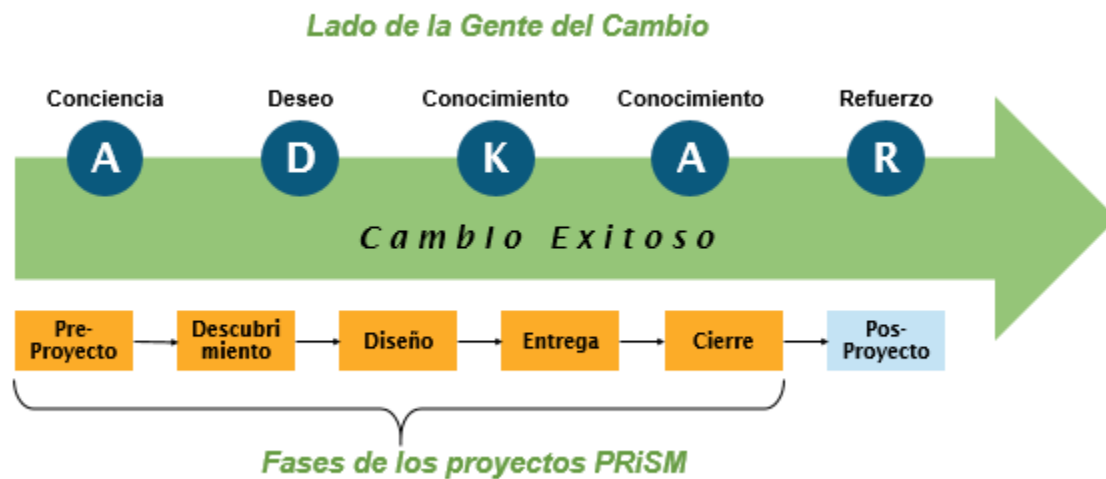 Lado de la Gente del Cambio
Conciencia Deseo Conocimiento Conocimiento Refuerzo
A D K A R
CambIo Exitoso
Pre-
Proyecto
Descubri
miento
Diseño
Entrega
Cierre
Pos-
Proyecto
Fases de los proyectos PRiSM